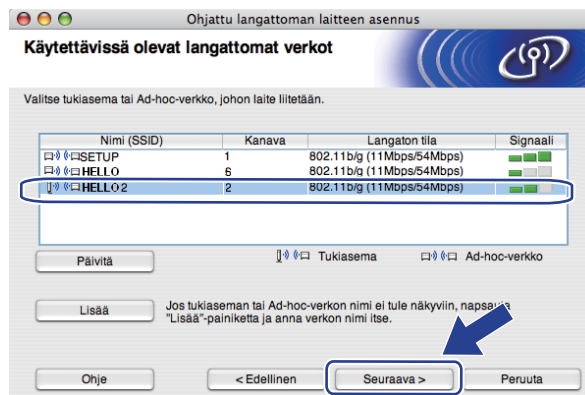 Ohjattu langattoman laitteen asennus
Käytettävissä olevat langattomat verkot
Valitse tukiasema tai Ad-hoc-verkko, johon laite liitetään.
Nimi (SSID) Kanava Langaton tila Signaali
SETUP 1 802.11b/g (11Mbps/54Mbps)
HELLO 6 802.11b/g (11Mbps/54Mbps)
HELLO2 2 802.11b/g (11Mbps/54Mbps)
Päivitä Tukiasema Ad-hoc-verkko
Lisää Jos tukiaseman tai Ad-hoc-verkon nimi ei tule näkyviin, napsauta
"Lisää"-painiketta ja anna verkon nimi itse.
Ohje < Edellinen Seuraava > Peruuta